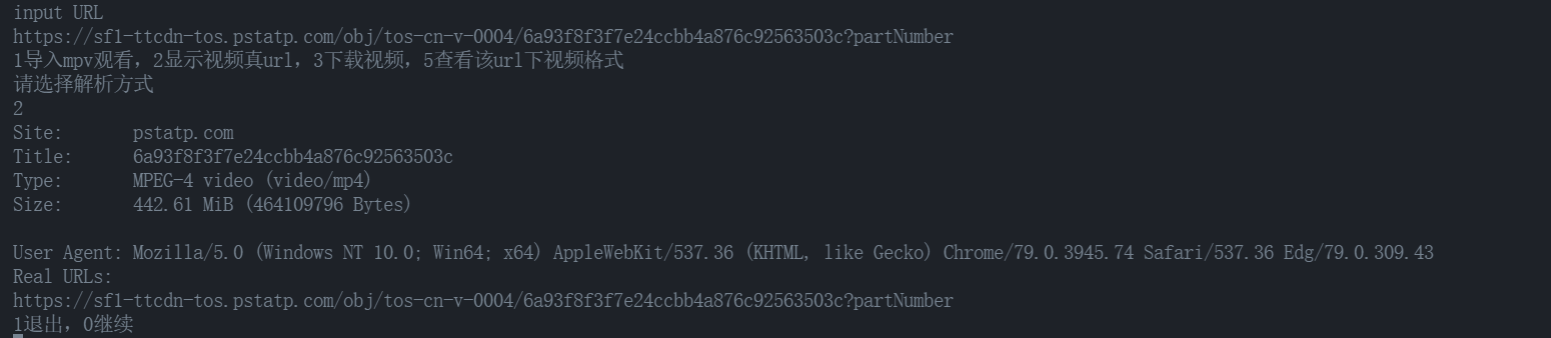 input URL
https://sf1-ttcdn-tos.pstatp.com/obj/tos-cn-v-0004/6a93f8f3f7e24ccbb4a876c92563503c?partNumber
1导入mpv观看，2显示视频真url，3下载视频，5查看该url下视频格式
请选择解析方式
2
Site:       pstatp.com
Title:      6a93f8f3f7e24ccbb4a876c92563503c
Type:       MPEG-4 video (video/mp4)
Size:       442.61 MiB (464109796 Bytes)
User Agent: Mozilla/5.0 (Windows NT 10.0; Win64; x64) AppleWebKit/537.36 (KHTML, like Gecko) Chrome/79.0.3945.74 Safari/537.36 Edg/79.0.309.43
Real URLs:
https://sf1-ttcdn-tos.pstatp.com/obj/tos-cn-v-0004/6a93f8f3f7e24ccbb4a876c92563503c?partNumber
1退出，0继续